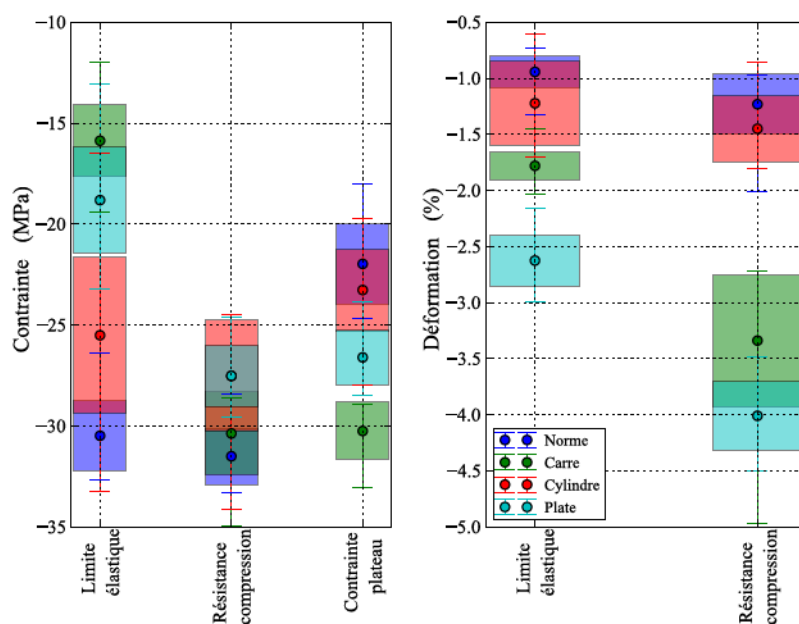 −10
−15
−20
−25
−30
−35
Contrainte (MPa)
Limite
élastique
Résistance
compression
Contrainte
plateau
−0.5
−1.0
−1.5
−2.0
−2.5
−3.0
−3.5
−4.0
−4.5
−5.0
Déformation (%)
Norme
Carre
Cylindre
Plate
Limite
élastique
Résistance
compression